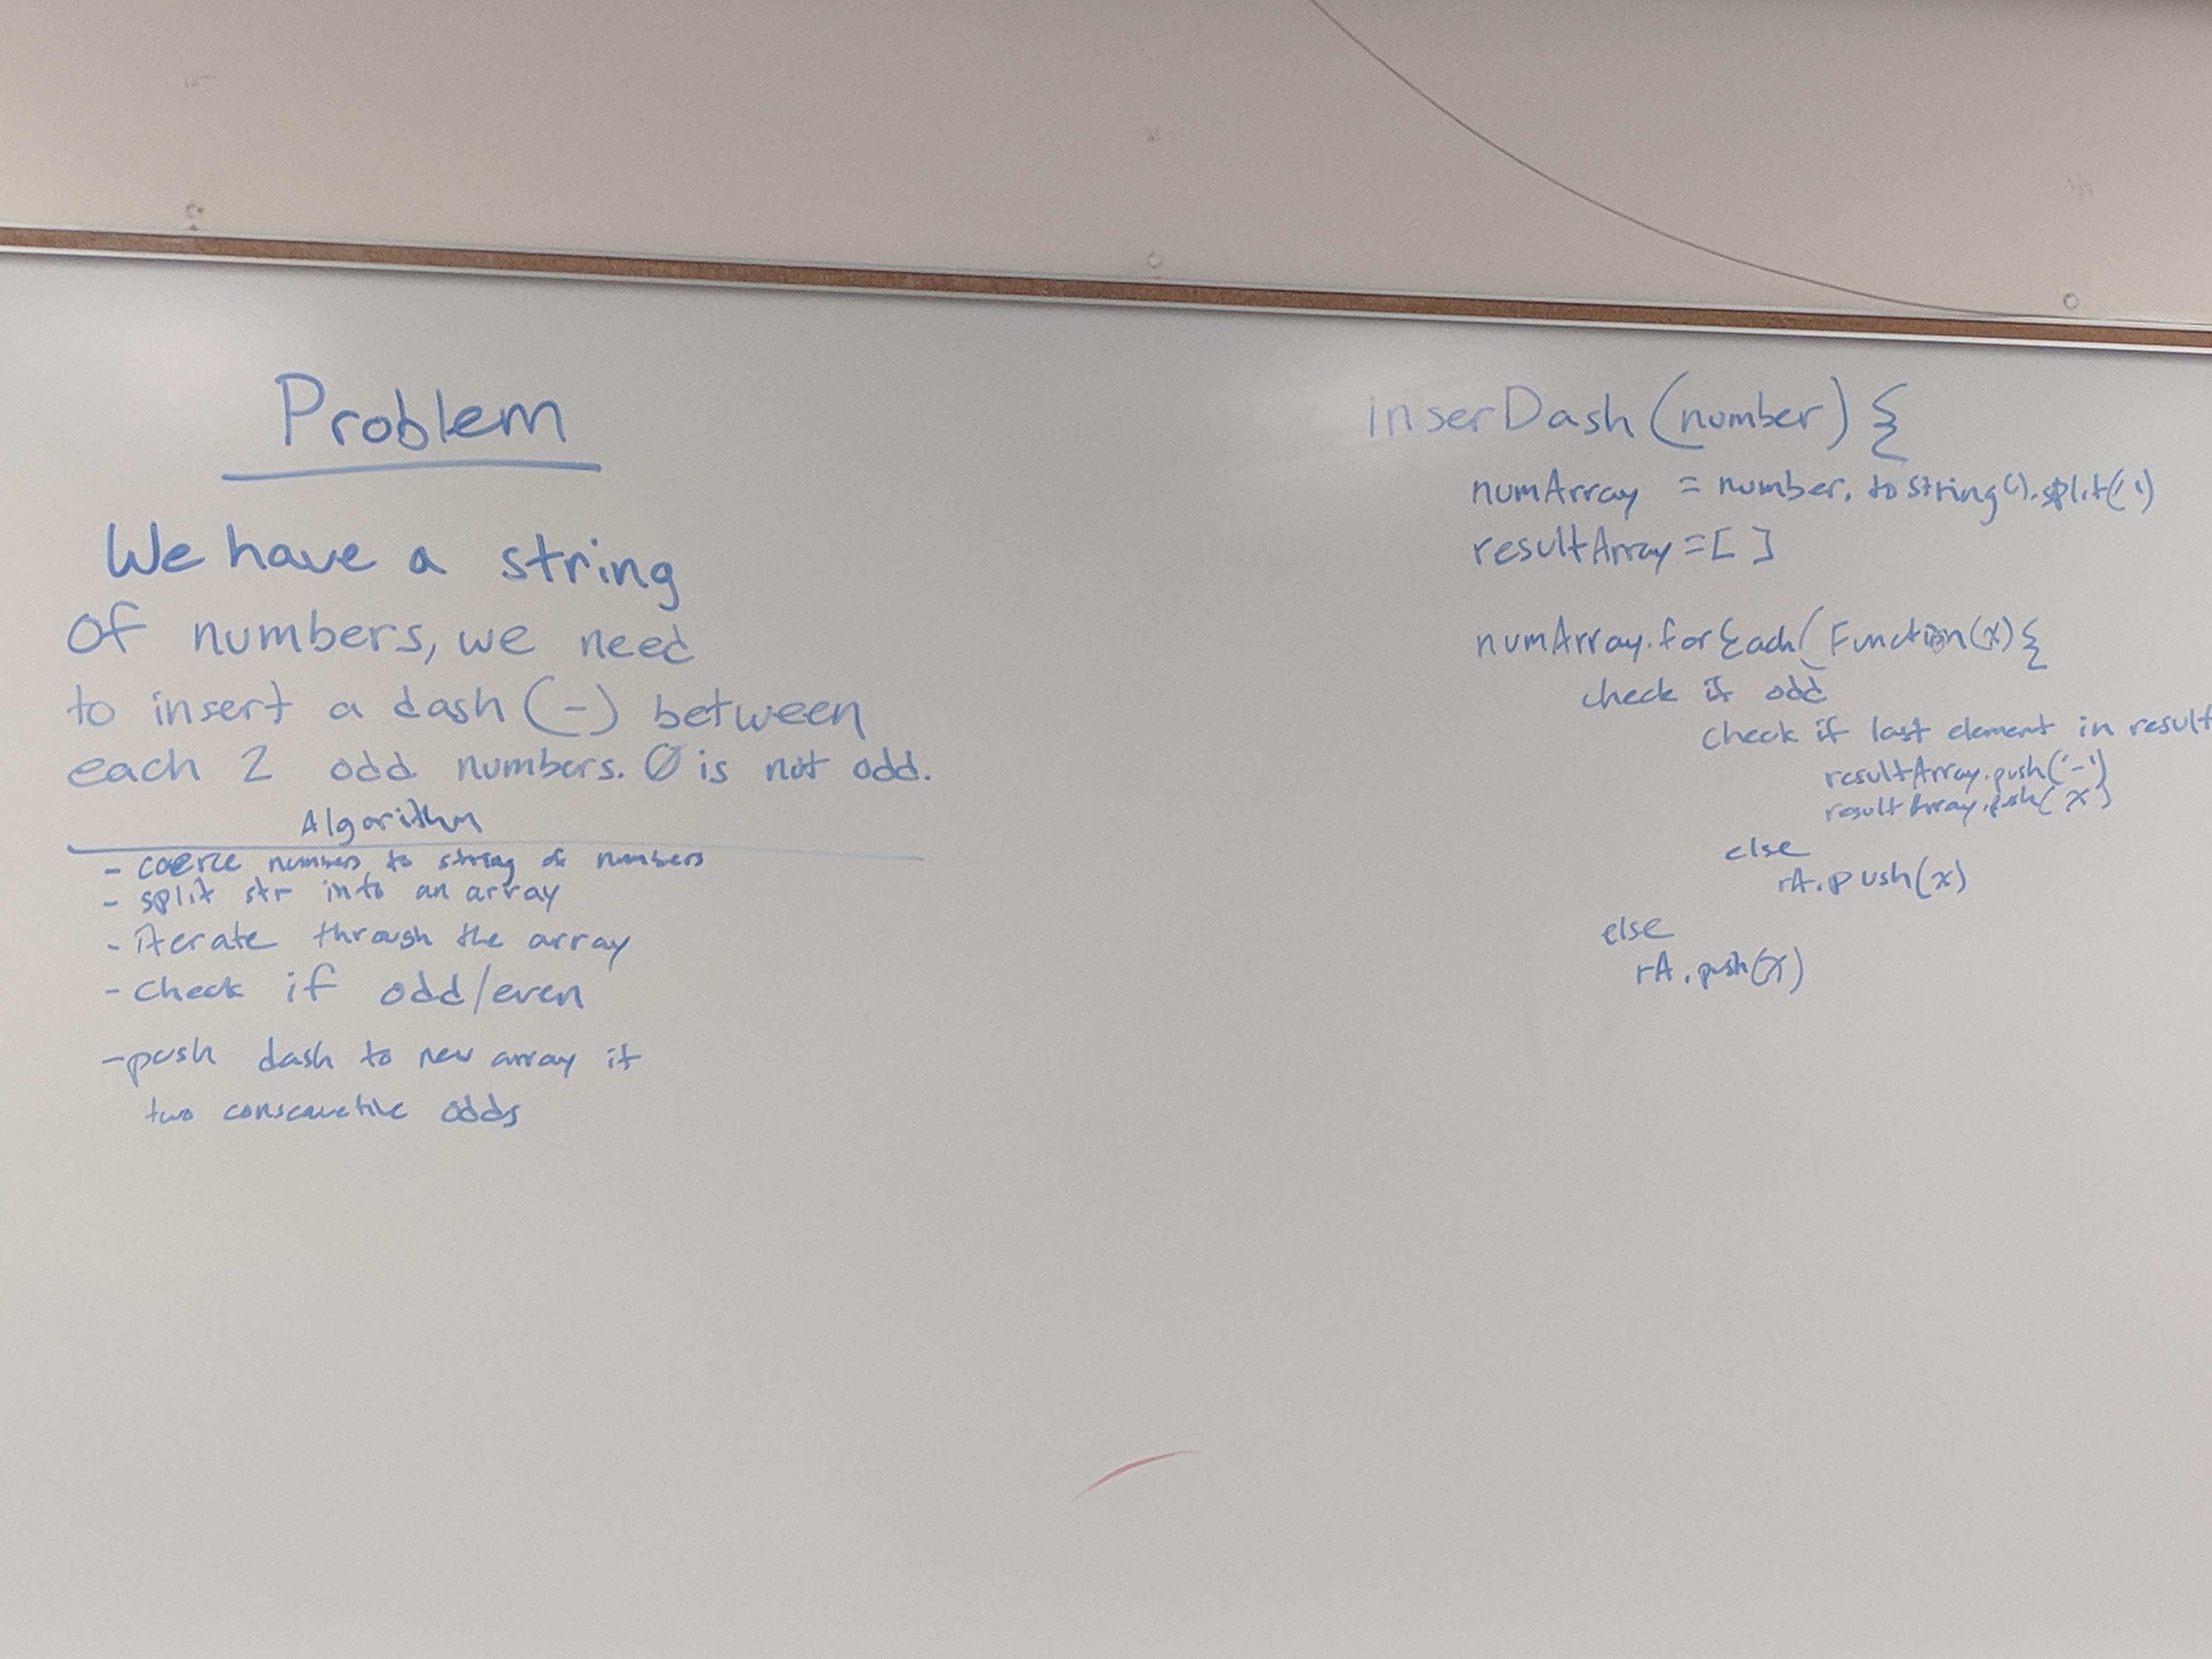 Problem
We have a string
of numbers, we need
to insert a dash (-) between
each 2 odd numbers. 0 is not odd.
Algorithm
- coerce numbers to string of numbers
- split str into an array
- iterate through the array
- check if odd/even
- push dash to new array if
two consecutive odds
inserDash (number) {
numArray = number.toString().split('')
resultArray = [ ]
numArray.forEach(Function(x){
check if odd
check if last element in result
resultArray.push('-')
resultArray.push(x)
else
rA.push(x)
else
rA.push(x)